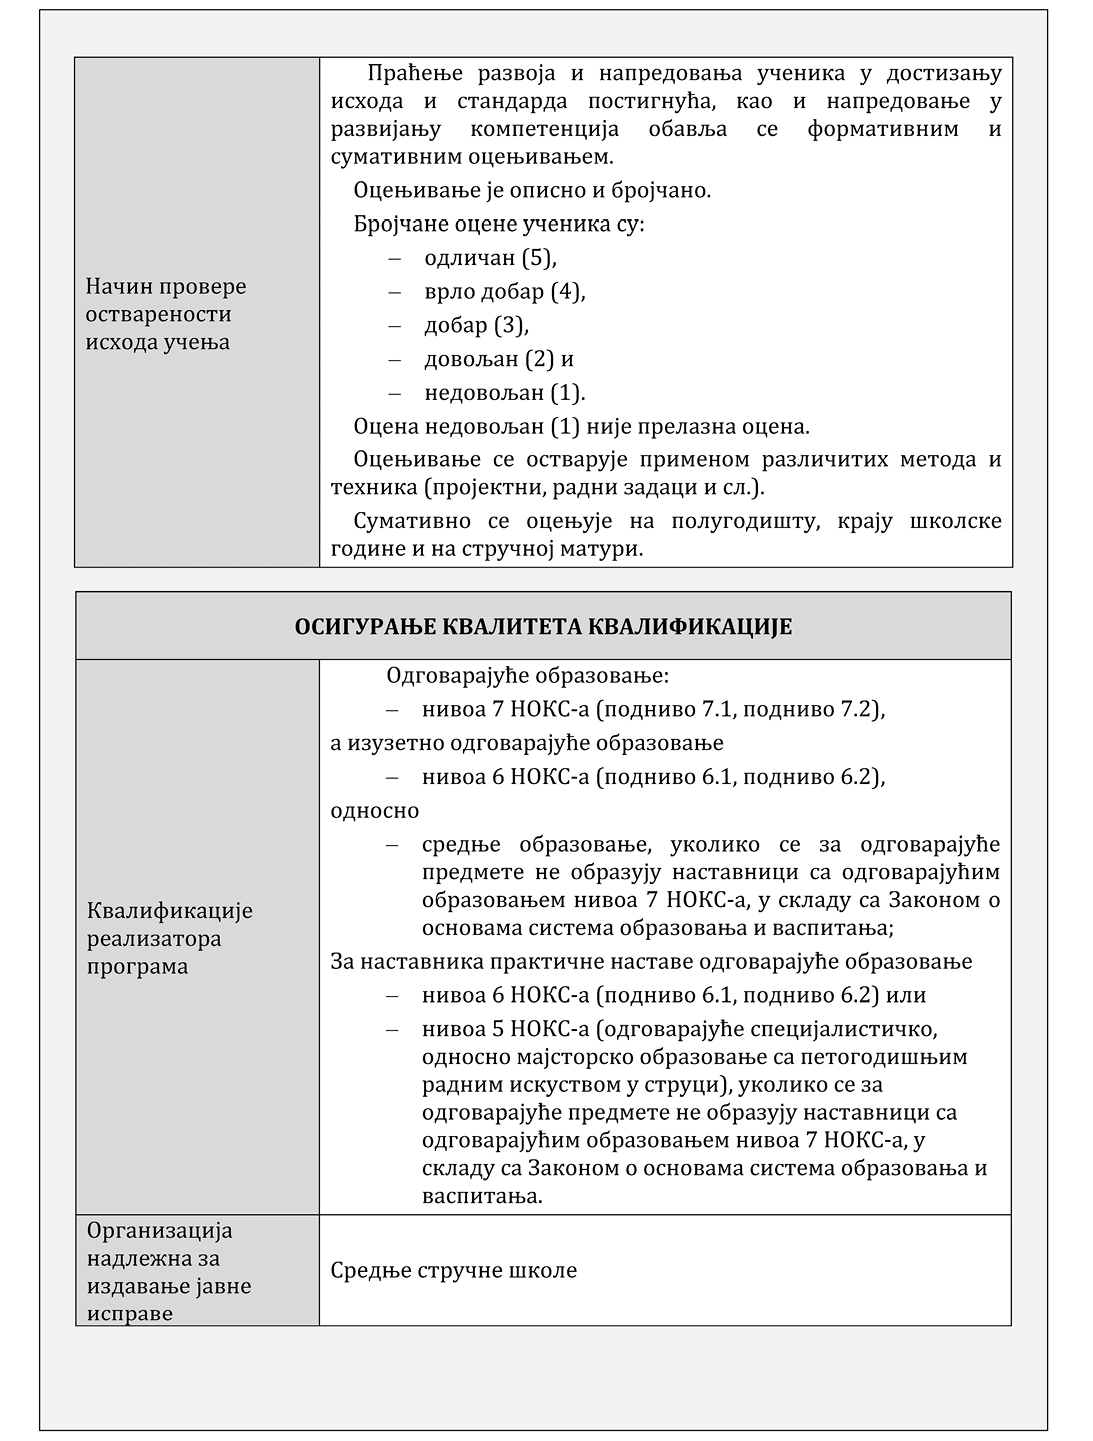 Начин провере
остварености
исхода учења
Праћење развоја и напредовања ученика у достизању
исхода и стандарда постигнућа, као и напредовање у
развијању компетенција обавља се формативним и
сумативним оцењивањем.
Оцењивање је описно и бројчано.
Бројчане оцене ученика су:
– одличан (5),
– врло добар (4),
– добар (3),
– довољан (2) и
– недовољан (1).
Оцена недовољан (1) није прелазна оцена.
Оцењивање се остварује применом различитих метода и
техника (пројектни, радни задаци и сл.).
Сумативно се оцењује на полугодишту, крају школске
године и на стручној матури.
ОСИГУРАЊЕ КВАЛИТЕТА КВАЛИФИКАЦИЈЕ
Квалификације
реализатора
програма
Одговарајуће образовање:
– нивоа 7 НОКС-а (подниво 7.1, подниво 7.2),
а изузетно одговарајуће образовање
– нивоа 6 НОКС-а (подниво 6.1, подниво 6.2),
односно
– средње образовање, уколико се за одговарајуће
предмете не образују наставници са одговарајућим
образовањем нивоа 7 НОКС-а, у складу са Законом о
основама система образовања и васпитања;
За наставника практичне наставе одговарајуће образовање
– нивоа 6 НОКС-а (подниво 6.1, подниво 6.2) или
– нивоа 5 НОКС-а (одговарајуће специјалистичко,
односно мајсторско образовање са петогодишњим
радним искуством у струци), уколико се за
одговарајуће предмете не образују наставници са
одговарајућим образовањем нивоа 7 НОКС-а, у
складу са Законом о основама система образовања и
васпитања.
Организација
надлежна за
издавање јавне
исправе
Средње стручне школе